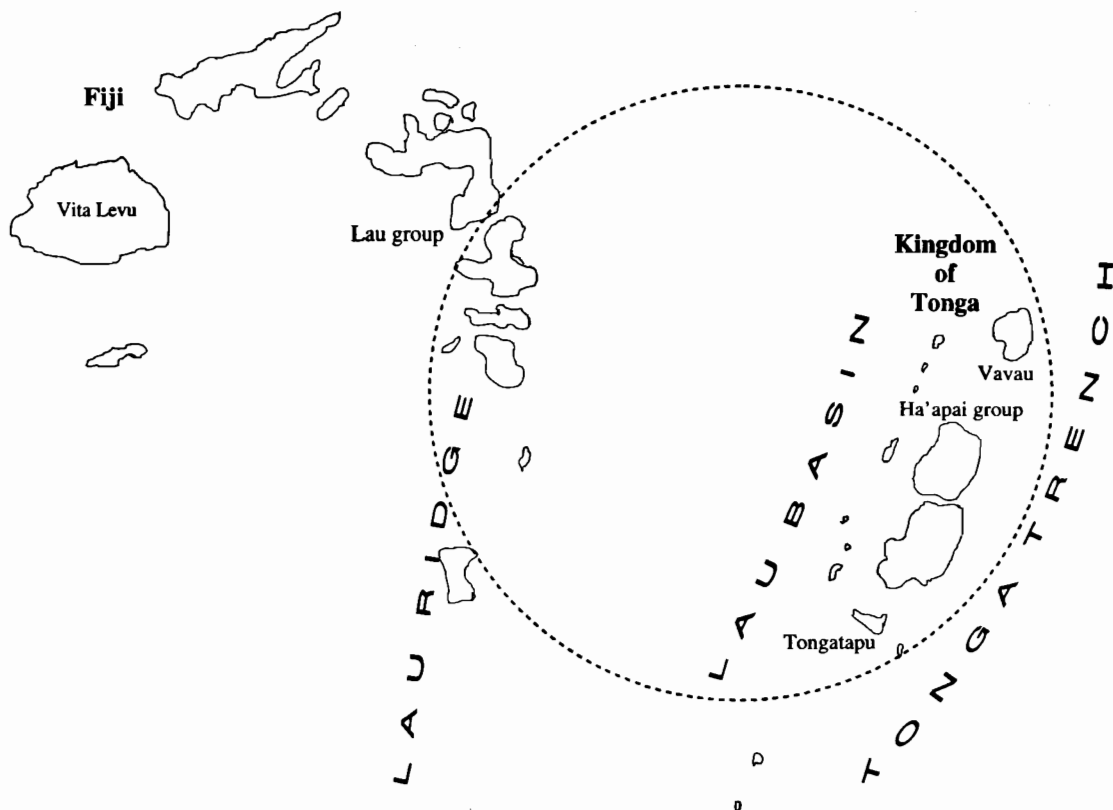 Fiji
Vita Levu
Lau group
Kingdom
of
Tonga
Vavau
Ha'apai group
Tongatapu
LAU RIDGE
LAU BASIN
TONGA TRENCH